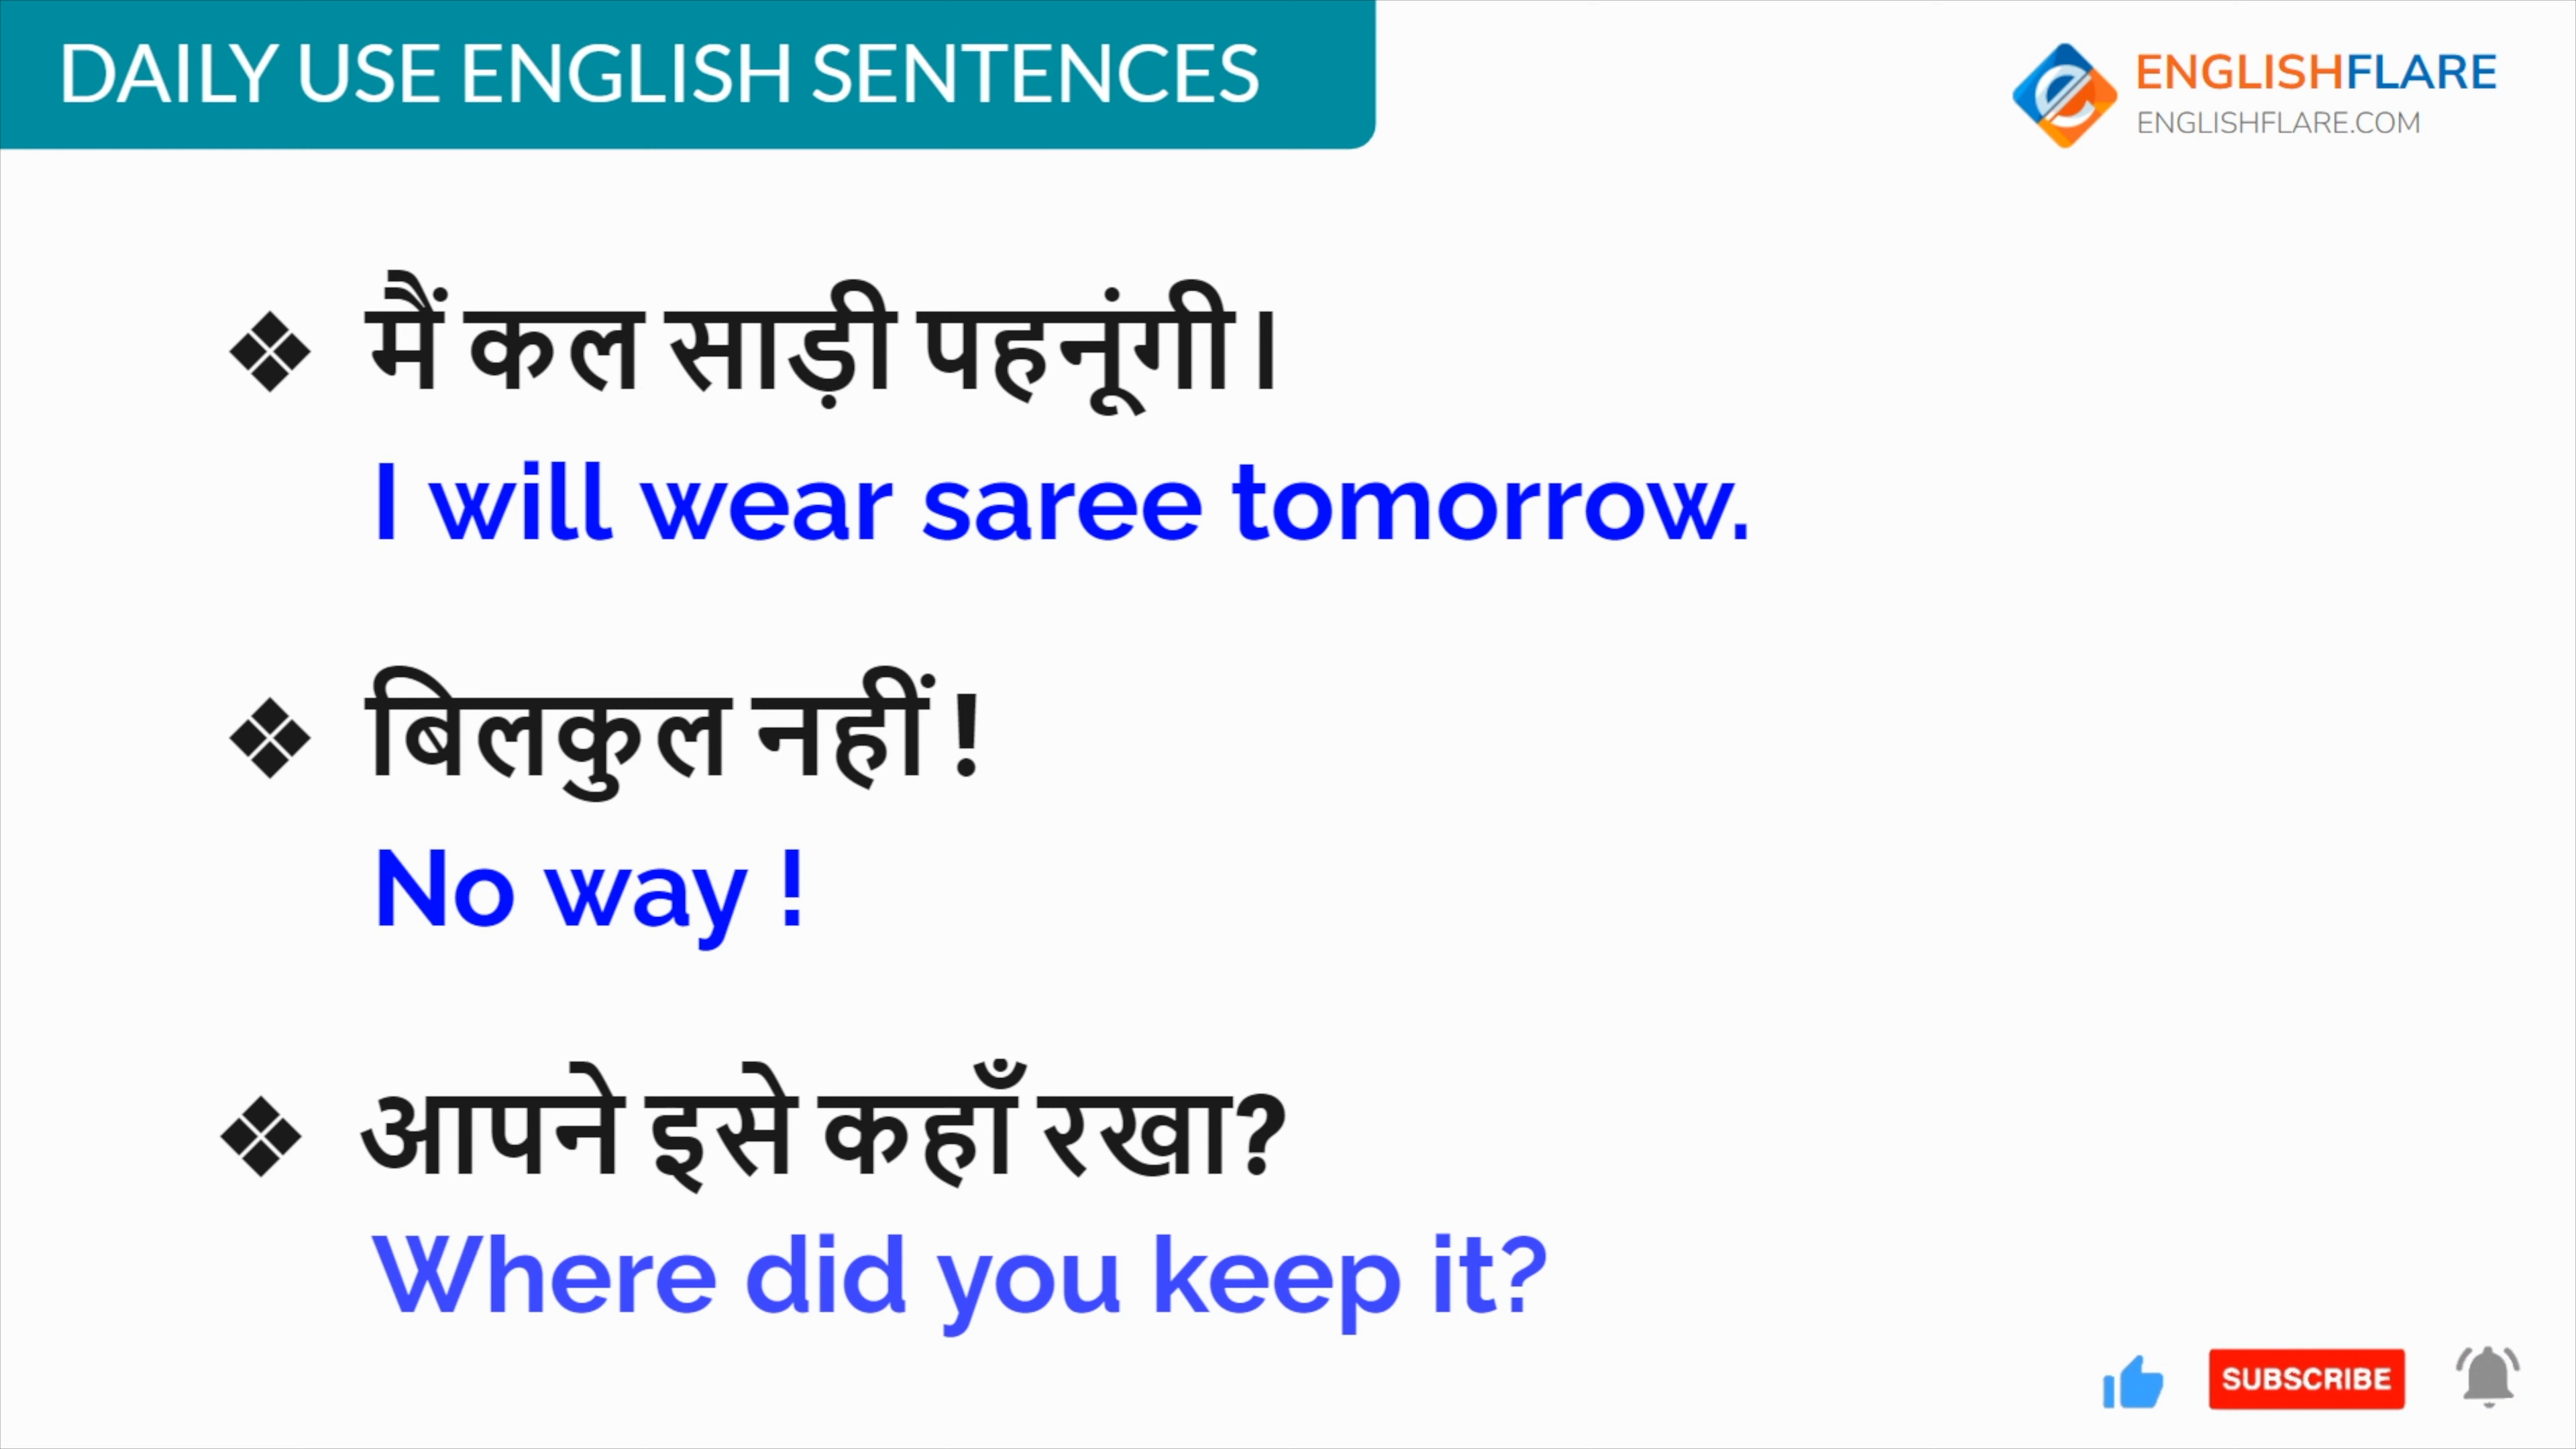 DAILY USE ENGLISH SENTENCES
ENGLISHFLARE
ENGLISHFLARE.COM
❖ मैं कल साड़ी पहनूंगी।
I will wear saree tomorrow.
❖ बिलकुल नहीं !
No way !
❖ आपने इसे कहाँ रखा?
Where did you keep it?
SUBSCRIBE